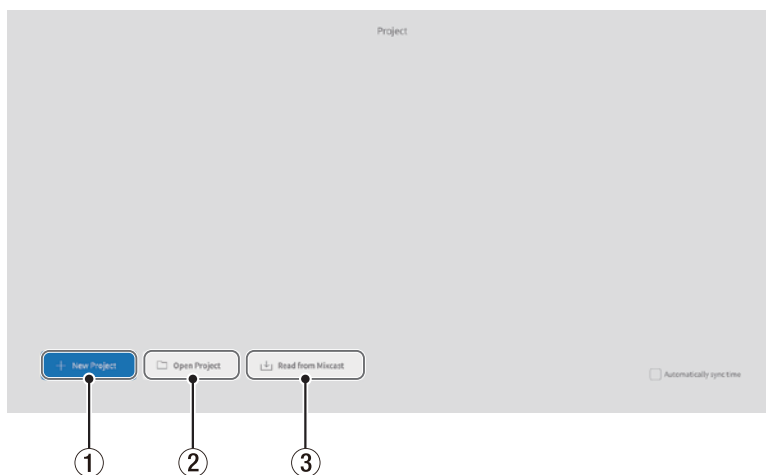 Project
New Project
Open Project
Read from Mixcast
Automatically sync time
1
2
3